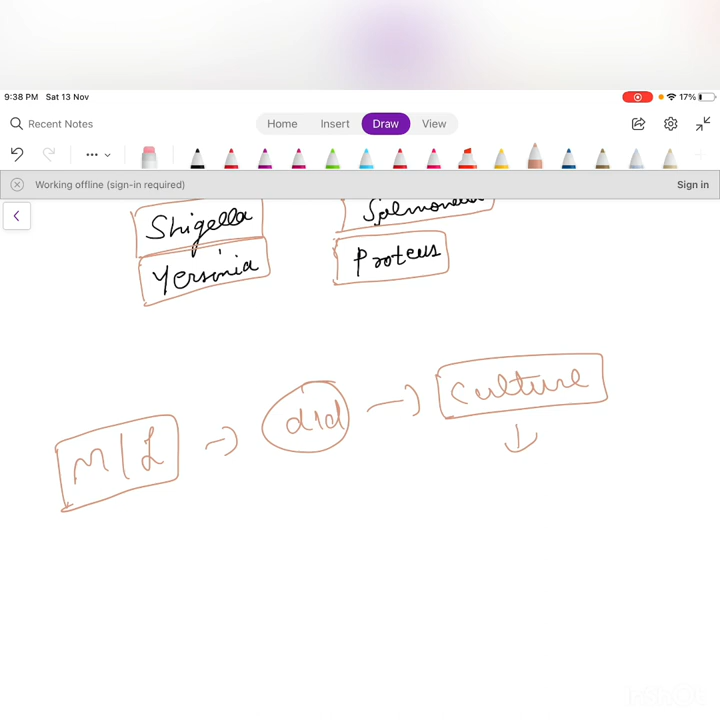 9:38 PM Sat 13 Nov 17%
Recent Notes Home Insert Draw View
Working offline (sign-in required) Sign in
Shigella Salmonella
Yersinia Proteus
M/L → did → culture
↓